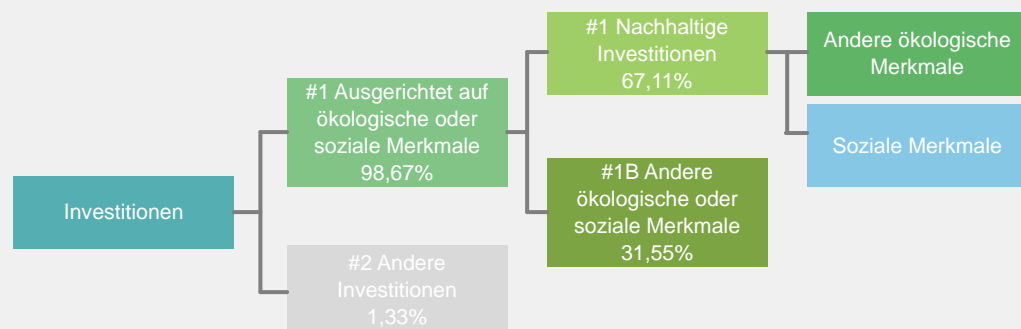 Investitionen
#1 Ausgerichtet auf
ökologische oder
soziale Merkmale
98,67%
#2 Andere
Investitionen
1,33%
#1 Nachhaltige
Investitionen
67,11%
#1B Andere
ökologische oder
soziale Merkmale
31,55%
Andere ökologische
Merkmale
Soziale Merkmale